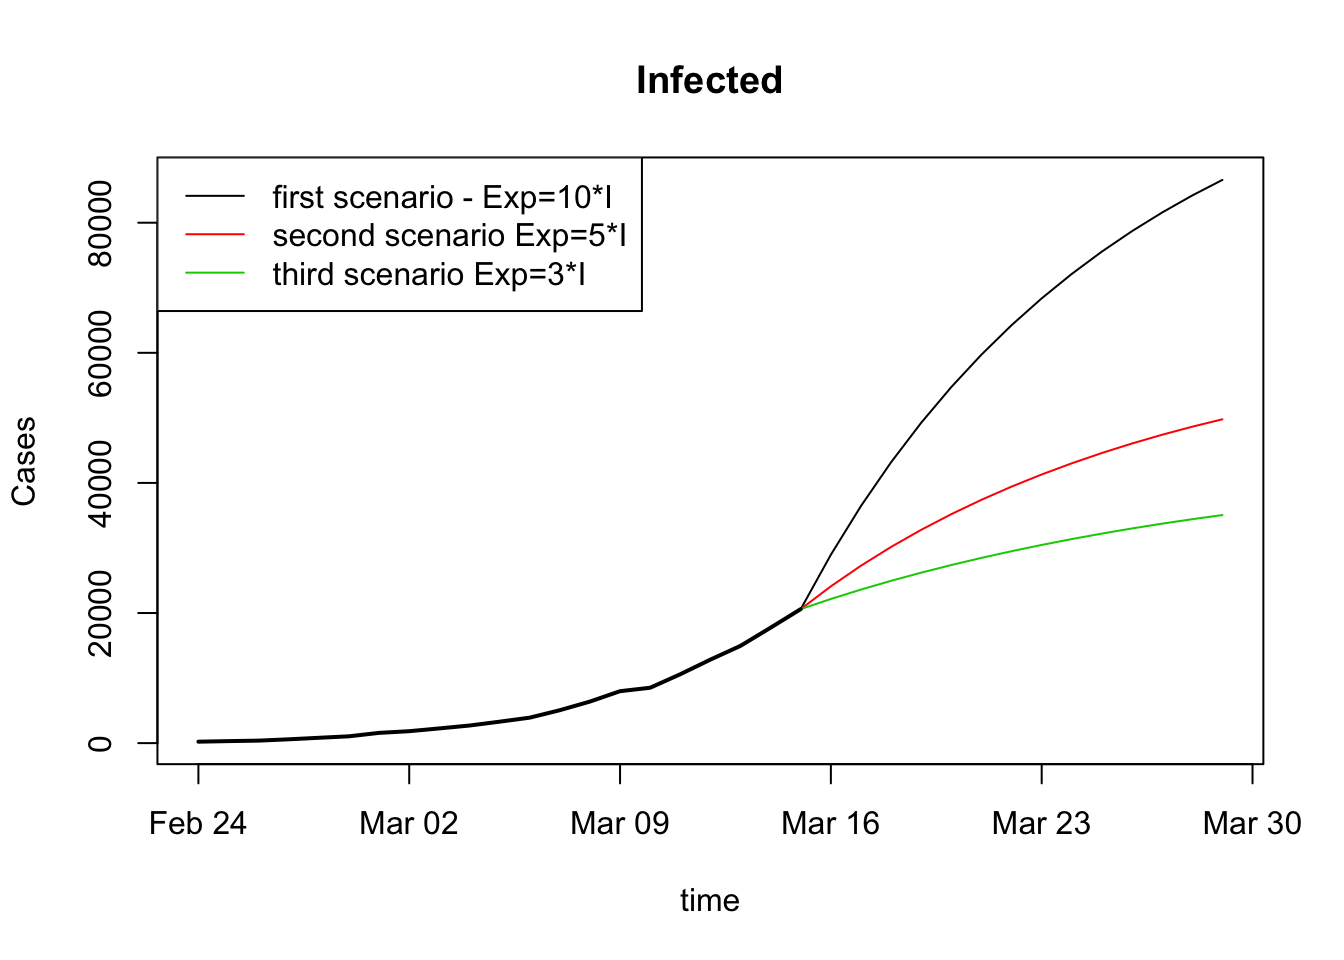 Infected
first scenario - Exp=10*I
second scenario Exp=5*I
third scenario Exp=3*I
80000
60000
40000
20000
0
Cases
Feb 24 Mar 02 Mar 09 Mar 16 Mar 23 Mar 30
time